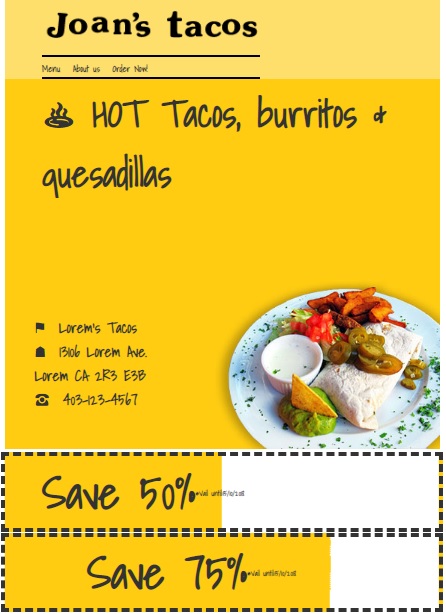 Joan's tacos
Menu About us Order Now!
HOT Tacos, burritos &
quesadillas
Lorem's Tacos
13106 Lorem Ave.
Lorem CA 2R3 E3B
403-123-4567
Save 50%
Save 75%